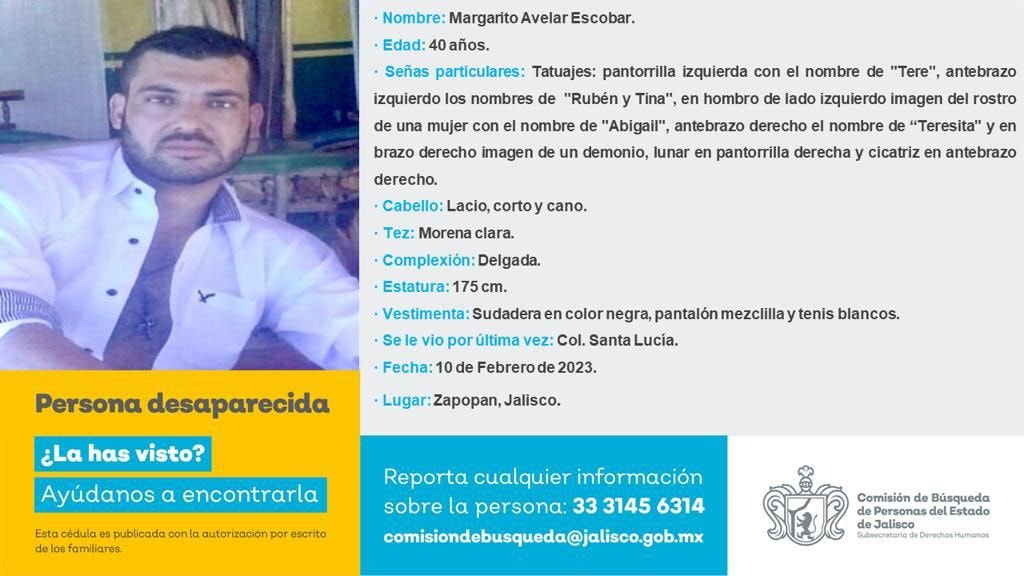 · Nombre: Margarito Avelar Escobar.
· Edad: 40 años.
· Señas particulares: Tatuajes: pantorrilla izquierda con el nombre de "Tere", antebrazo
izquierdo los nombres de "Rubén y Tina", en hombro de lado izquierdo imagen del rostro
de una mujer con el nombre de "Abigail", antebrazo derecho el nombre de “Teresita" y en
brazo derecho imagen de un demonio, lunar en pantorrilla derecha y cicatriz en antebrazo
derecho.
· Cabello: Lacio, corto y cano.
· Tez: Morena clara.
· Complexión: Delgada.
· Estatura: 175 cm.
· Vestimenta: Sudadera en color negra, pantalón mezclilla y tenis blancos.
· Se le vio por última vez: Col. Santa Lucía.
· Fecha: 10 de Febrero de 2023.
· Lugar: Zapopan, Jalisco.
Persona desaparecida
¿La has visto?
Ayúdanos a encontrarla
Esta cédula es publicada con la autorización por escrito
de los familiares.
Reporta cualquier información
sobre la persona: 33 3145 6314
comisiondebusqueda@jalisco.gob.mx
Comisión de Búsqueda
de Personas del Estado
de Jalisco
Subsecretaría de Derechos Humanos